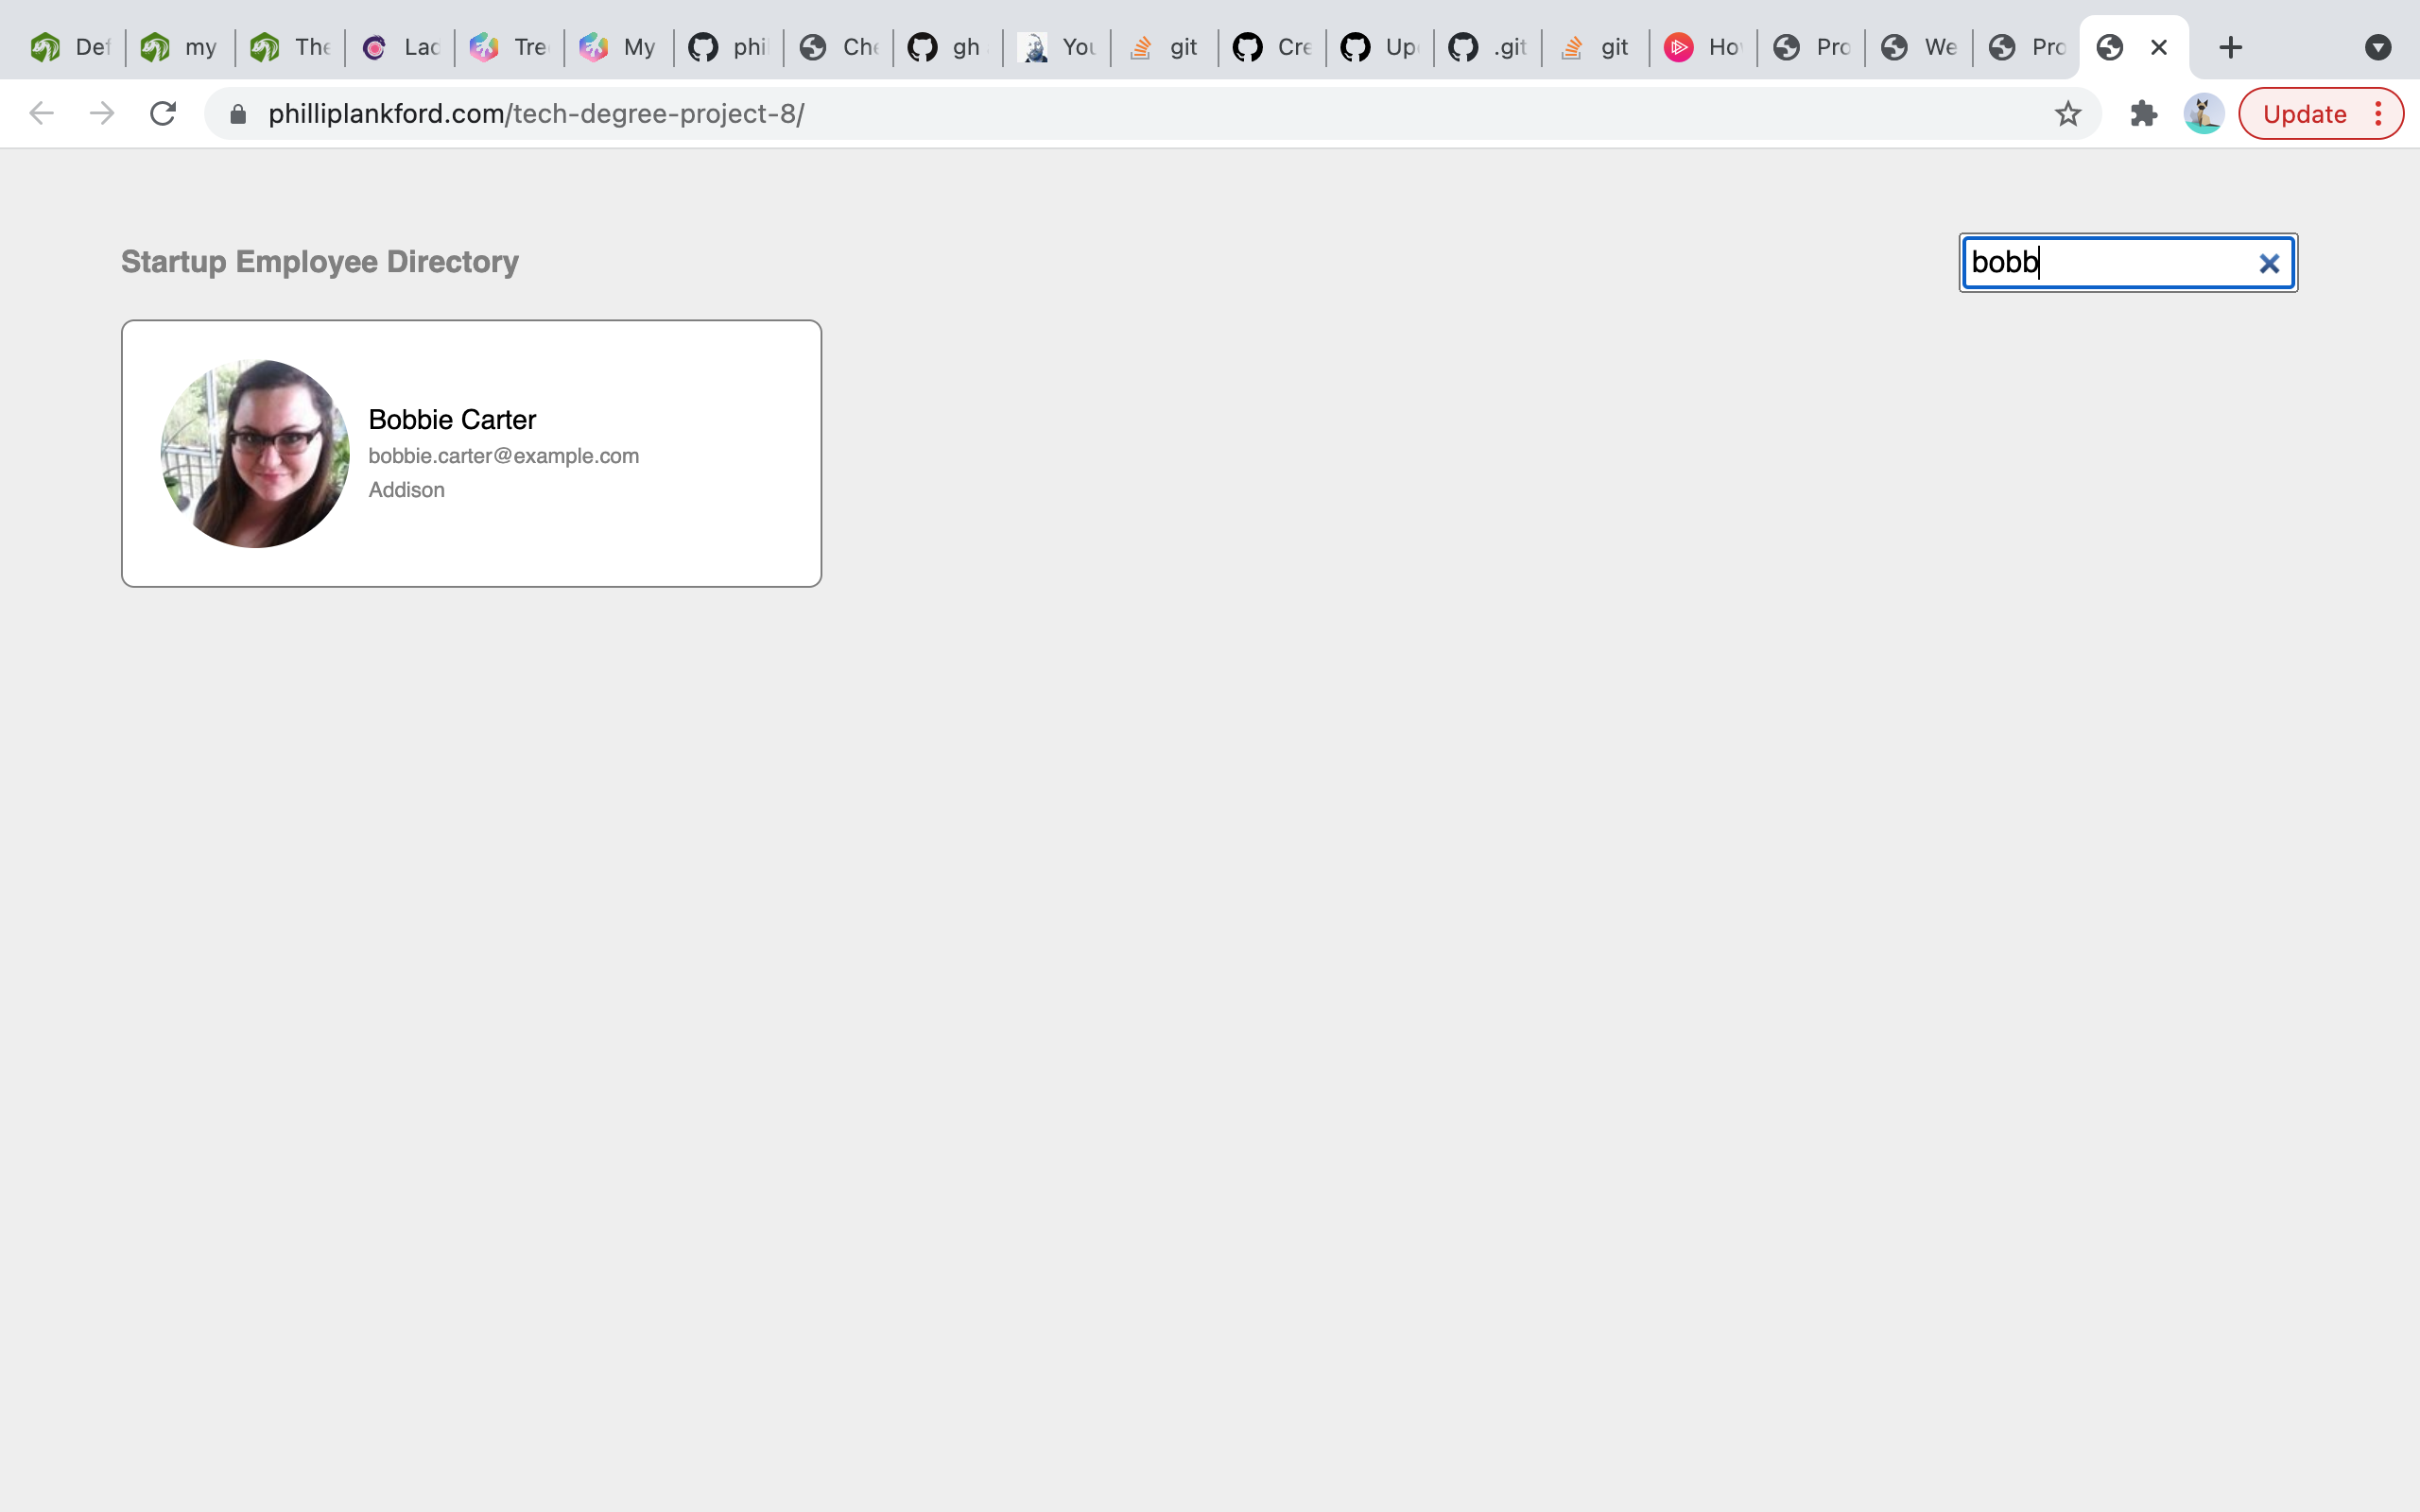 Def my The Lac Tre My phi Che gh You git Cre Up .git git Ho Pro We Pro
philliplankford.com/tech-degree-project-8/ Update
Startup Employee Directory bobb
Bobbie Carter
bobbie.carter@example.com
Addison